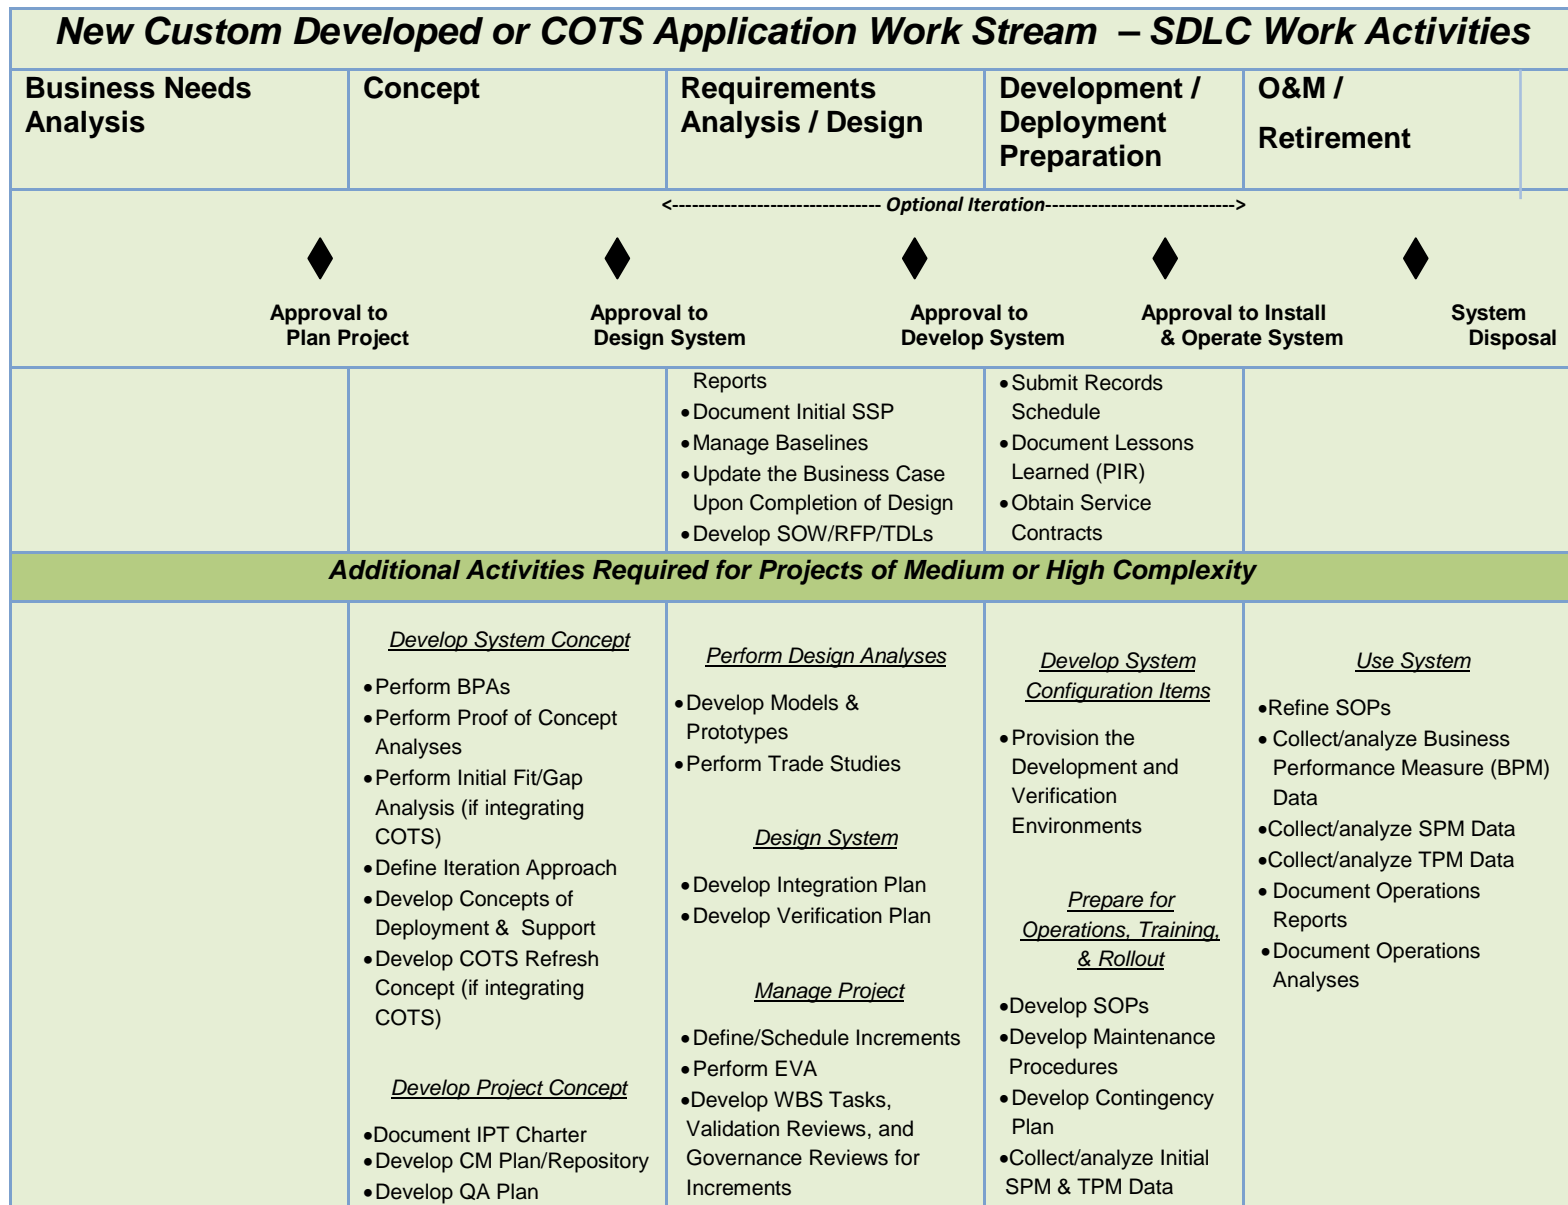 New Custom Developed or COTS Application Work Stream – SDLC Work Activities
Business Needs
Analysis
Concept
Requirements
Analysis / Design
Development /
Deployment
Preparation
O&M /
Retirement
<-------------------------------- Optional Iteration----------------------------->
Approval to
Plan Project
Approval to
Design System
Approval to
Develop System
Approval to Install
& Operate System
System
Disposal
Reports
•Document Initial SSP
•Manage Baselines
•Update the Business Case
Upon Completion of Design
•Develop SOW/RFP/TDLs
•Submit Records
Schedule
•Document Lessons
Learned (PIR)
•Obtain Service
Contracts
Additional Activities Required for Projects of Medium or High Complexity
Develop System Concept
•Perform BPAs
•Perform Proof of Concept
Analyses
•Perform Initial Fit/Gap
Analysis (if integrating
COTS)
•Define Iteration Approach
•Develop Concepts of
Deployment & Support
•Develop COTS Refresh
Concept (if integrating
COTS)
Develop Project Concept
•Document IPT Charter
•Develop CM Plan/Repository
•Develop QA Plan
Perform Design Analyses
•Develop Models &
Prototypes
•Perform Trade Studies
Design System
•Develop Integration Plan
•Develop Verification Plan
Manage Project
•Define/Schedule Increments
•Perform EVA
•Develop WBS Tasks,
Validation Reviews, and
Governance Reviews for
Increments
Develop System
Configuration Items
•Provision the
Development and
Verification
Environments
Prepare for
Operations, Training,
& Rollout
•Develop SOPs
•Develop Maintenance
Procedures
•Develop Contingency
Plan
•Collect/analyze Initial
SPM & TPM Data
Use System
•Refine SOPs
• Collect/analyze Business
Performance Measure (BPM)
Data
•Collect/analyze SPM Data
•Collect/analyze TPM Data
• Document Operations
Reports
•Document Operations
Analyses